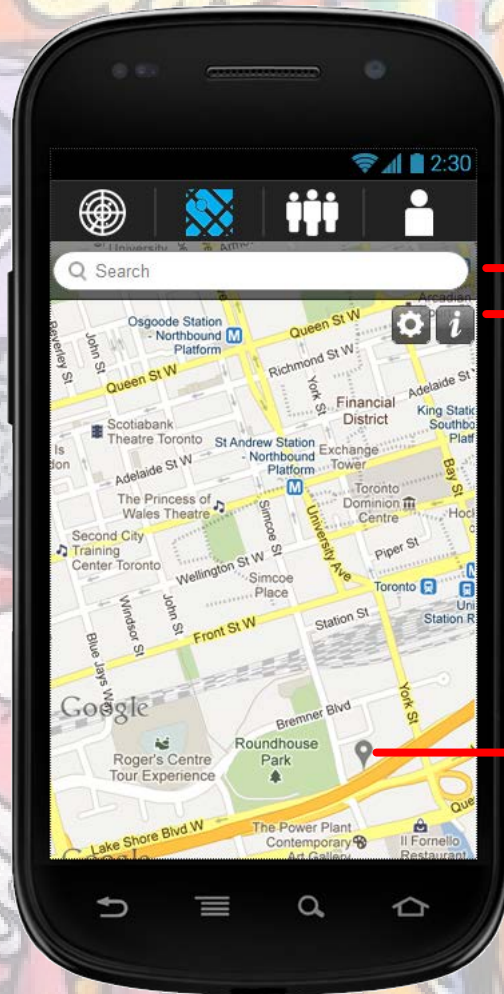 2:30
University
Search
Arcadian
Osgoode Station
- Northbound
Platform
Queen St W
Beverley St
John St
Richmond St W
Queen St W
York St
Adelaide St
Financial
District
Scotiabank
Theatre Toronto
St Andrew Station
- Northbound
Platform
Exchange
Tower
Adelaide St W
Bay St
The Princess of
Wales Theatre
Toronto
Dominion
Centre
Second City
Training
Center Toronto
Simcoe St
University Ave
Piper St
Wellington St W
Simcoe
Place
Toronto
Windsor St
John St
Station St
Front St W
Blue Jays Way
York St
Google
Bremner Blvd
Roundhouse
Park
Roger's Centre
Tour Experience
Lake Shore Blvd W
The Power Plant
Contemporary
Art Gallery
Il Fornello
Restaurant
Google